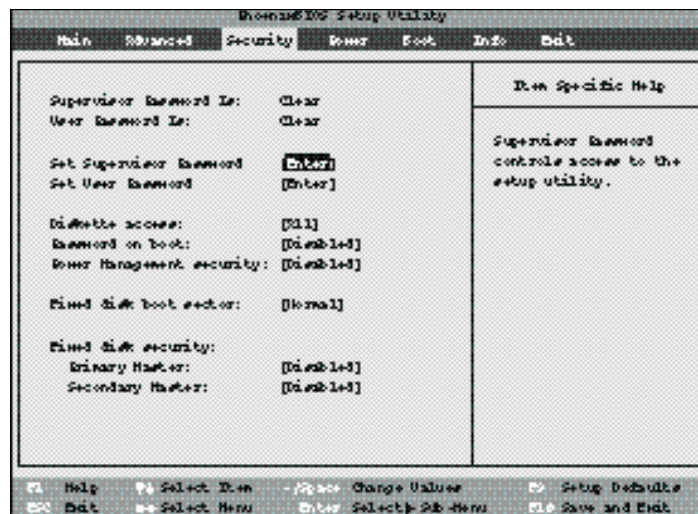 PhoenixBIOS Setup Utility
Main Advanced Security Power Boot Info Exit
Item Specific Help
Supervisor Password Is: Clear
User Password Is: Clear
Supervisor Password
controls access to the
setup utility.
Set Supervisor Password [Enter]
Set User Password [Enter]
Diskette access: [All]
Password on boot: [Disabled]
Power Management security: [Disabled]
Fixed disk boot sector: [Normal]
Fixed disk security:
Primary Master: [Disabled]
Secondary Master: [Disabled]
F1 Help ↑↓ Select Item -/Space Change Values F9 Setup Defaults
ESC Exit ←→ Select Menu Enter Select ▶ Sub-Menu F10 Save and Exit